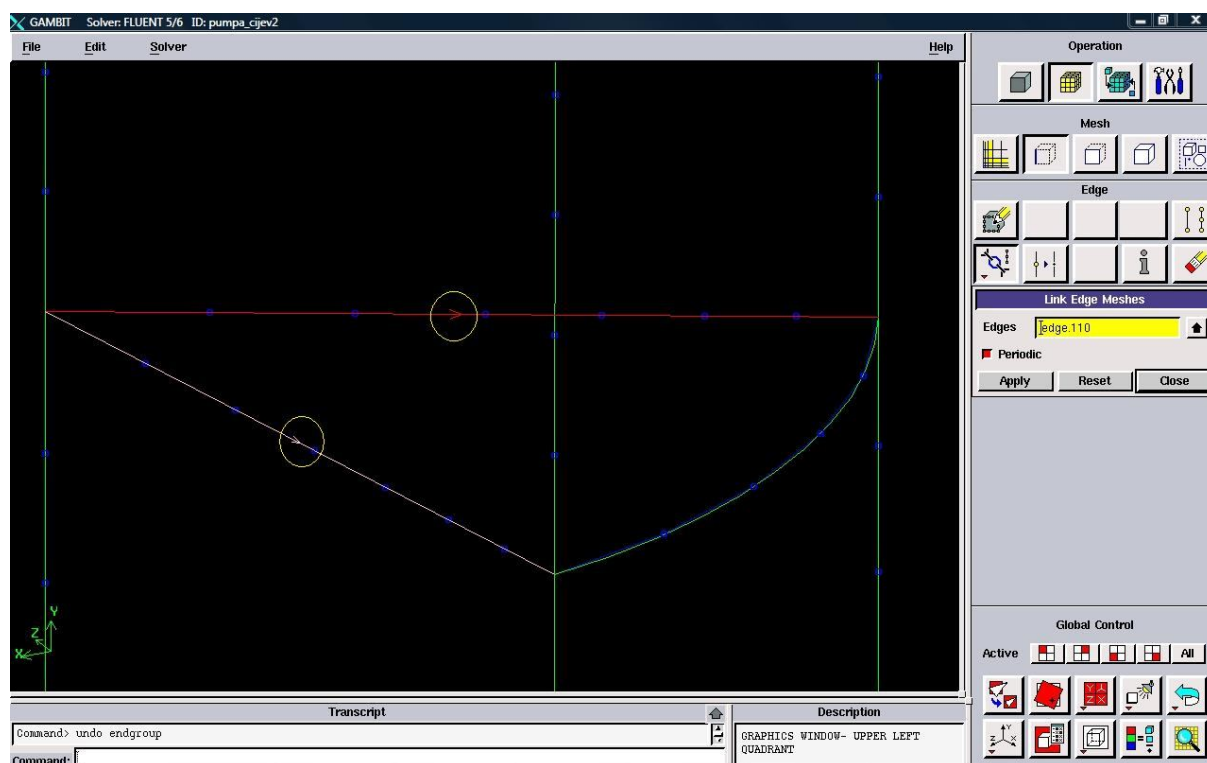 GAMBIT Solver: FLUENT 5/6 ID: pumpa_cijev2
File Edit Solver Help
Operation
Mesh
Edge
Link Edge Meshes
Edges edge.110
Periodic
Apply Reset Close
Y
Z
X
Global Control
Active All
Transcript
Command> undo endgroup
Command:
Description
GRAPHICS WINDOW- UPPER LEFT
QUADRANT